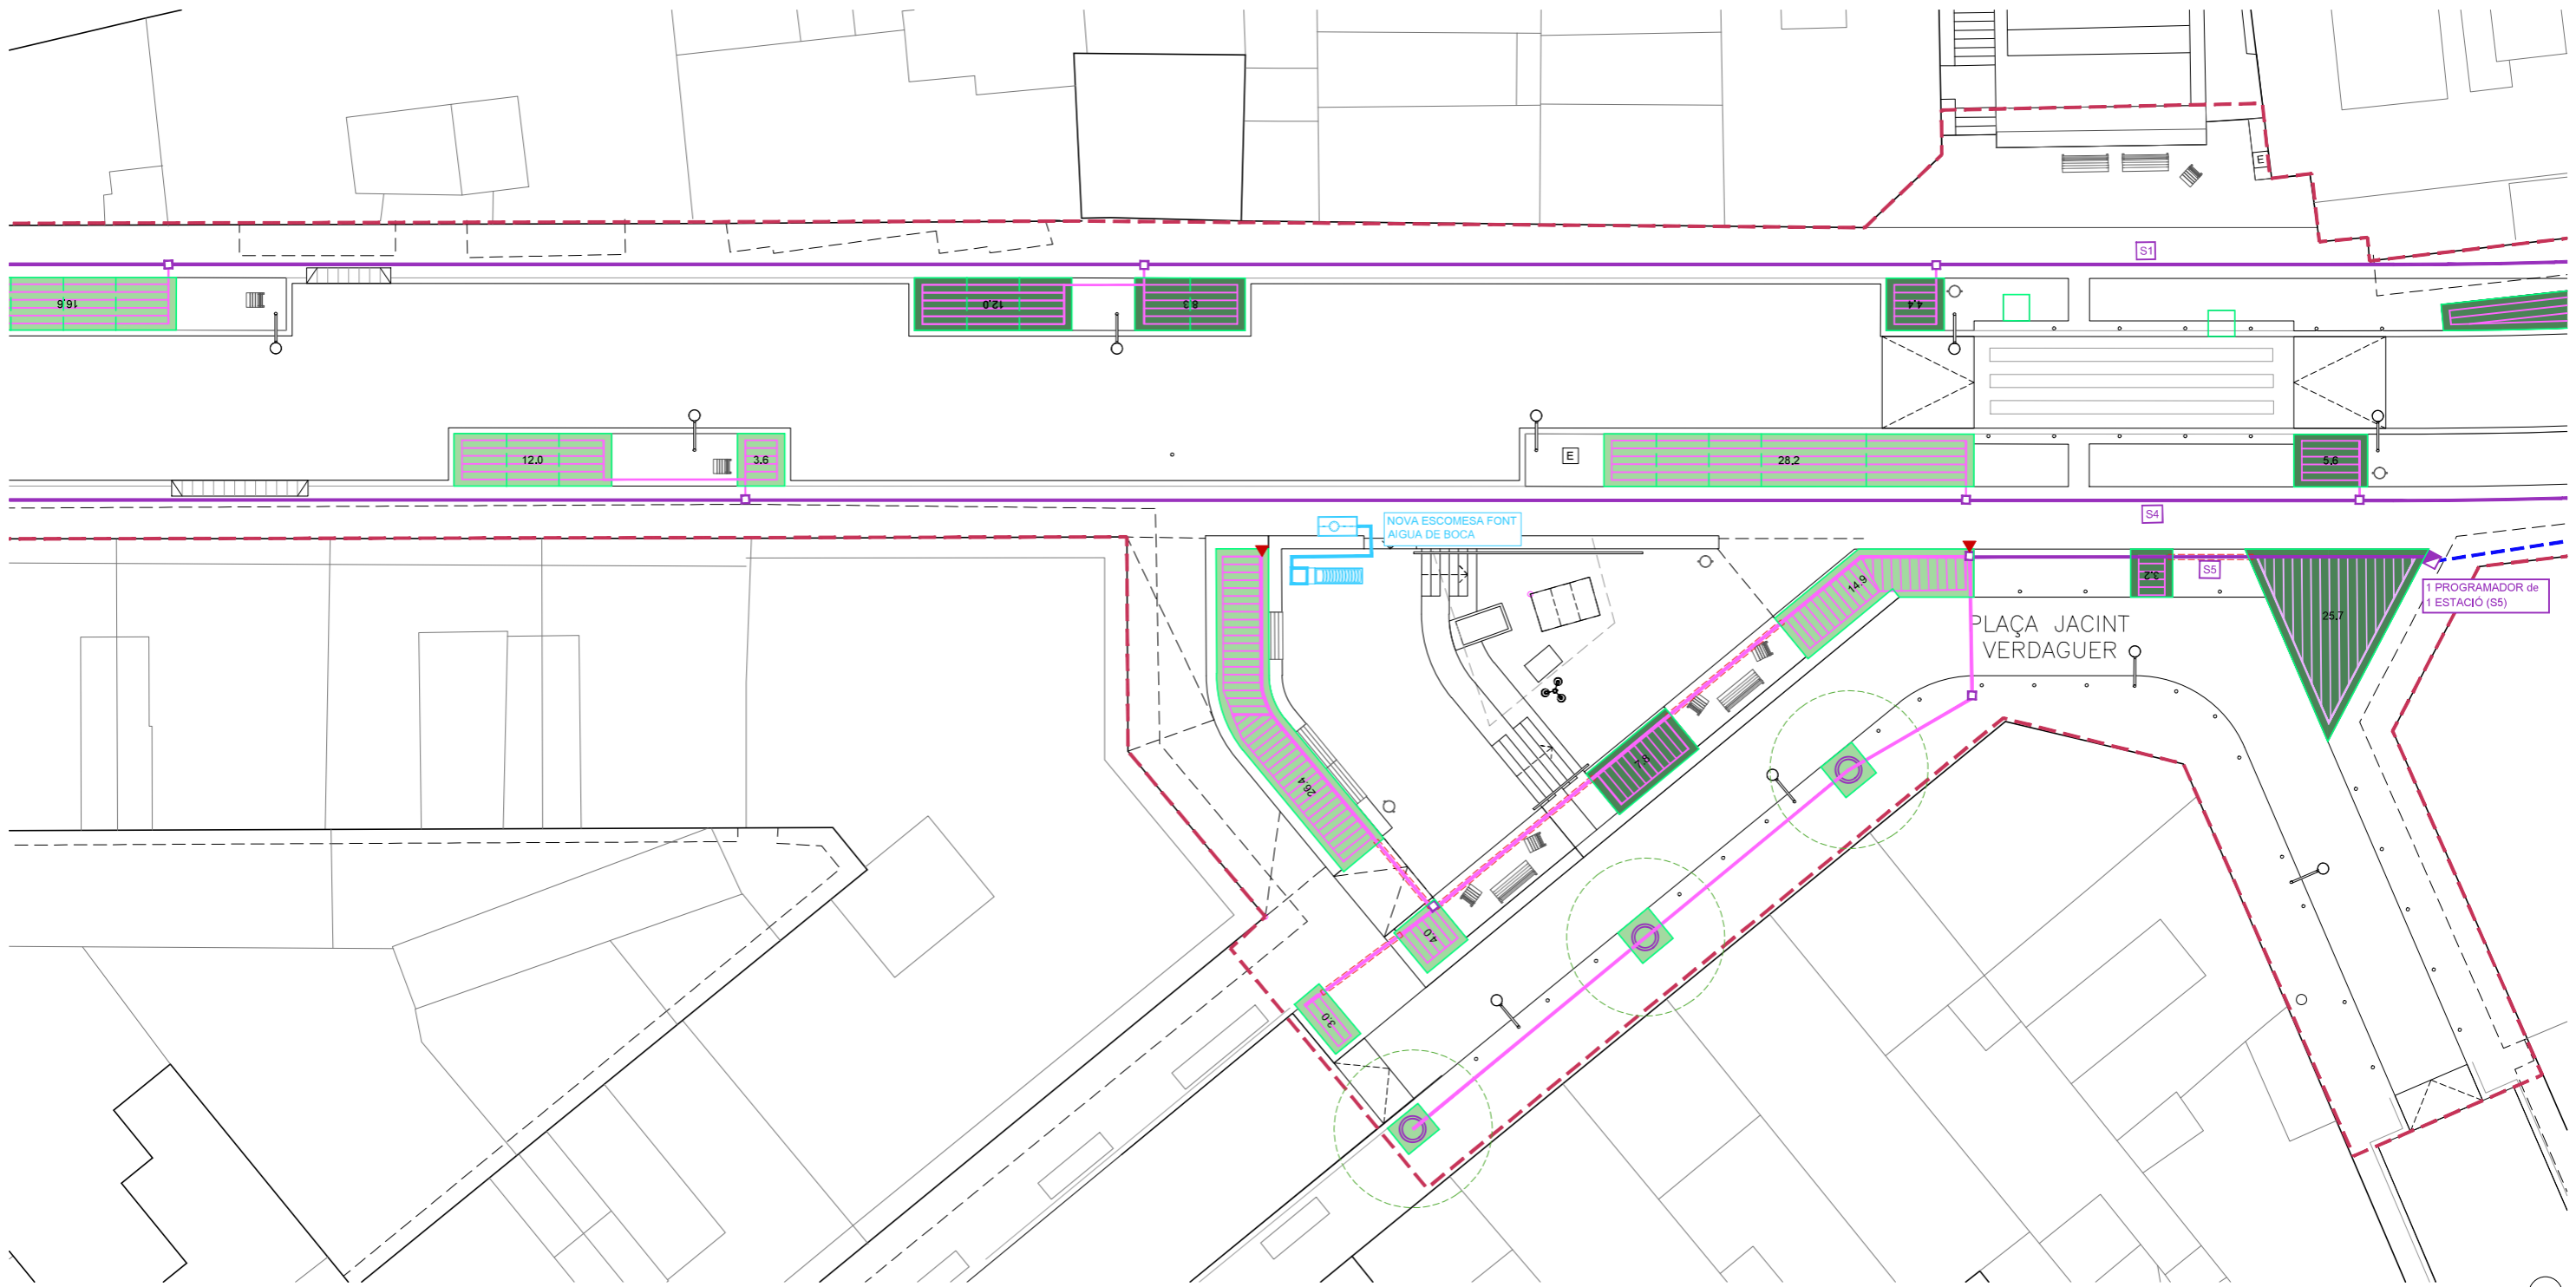 E
S1
16.6
12.0
8.3
4.4
12.0
3.6
E
28.2
5.6
S4
NOVA ESCOMESA FONT
AIGUA DE BOCA
14.9
3.2
S5
1 PROGRAMADOR de
1 ESTACIÓ (S5)
25.7
PLAÇA JACINT
VERDAGUER
7.8
26.4
4.0
3.0